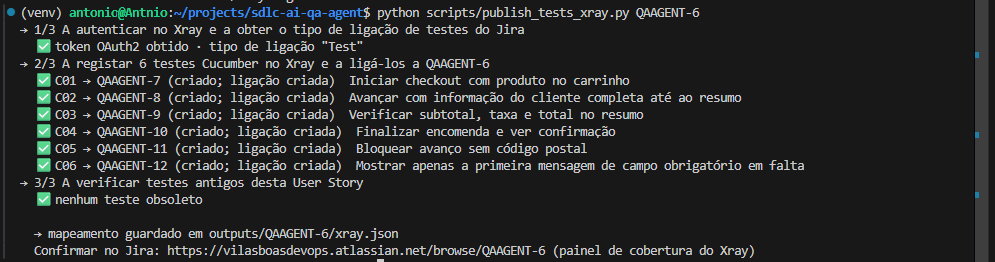 (venv) antonio@Antnio:~/projects/sdlc-ai-qa-agent$ python scripts/publish_tests_xray.py QAAGENT-6
→ 1/3 A autenticar no Xray e a obter o tipo de ligação de testes do Jira
✅ token OAuth2 obtido · tipo de ligação "Test"
→ 2/3 A registar 6 testes Cucumber no Xray e a ligá-los a QAAGENT-6
✅ C01 → QAAGENT-7 (criado; ligação criada)  Iniciar checkout com produto no carrinho
✅ C02 → QAAGENT-8 (criado; ligação criada)  Avançar com informação do cliente completa até ao resumo
✅ C03 → QAAGENT-9 (criado; ligação criada)  Verificar subtotal, taxa e total no resumo
✅ C04 → QAAGENT-10 (criado; ligação criada)  Finalizar encomenda e ver confirmação
✅ C05 → QAAGENT-11 (criado; ligação criada)  Bloquear avanço sem código postal
✅ C06 → QAAGENT-12 (criado; ligação criada)  Mostrar apenas a primeira mensagem de campo obrigatório em falta
→ 3/3 A verificar testes antigos desta User Story
✅ nenhum teste obsoleto
→ mapeamento guardado em outputs/QAAGENT-6/xray.json
Confirmar no Jira: https://vilasboasdevops.atlassian.net/browse/QAAGENT-6 (painel de cobertura do Xray)